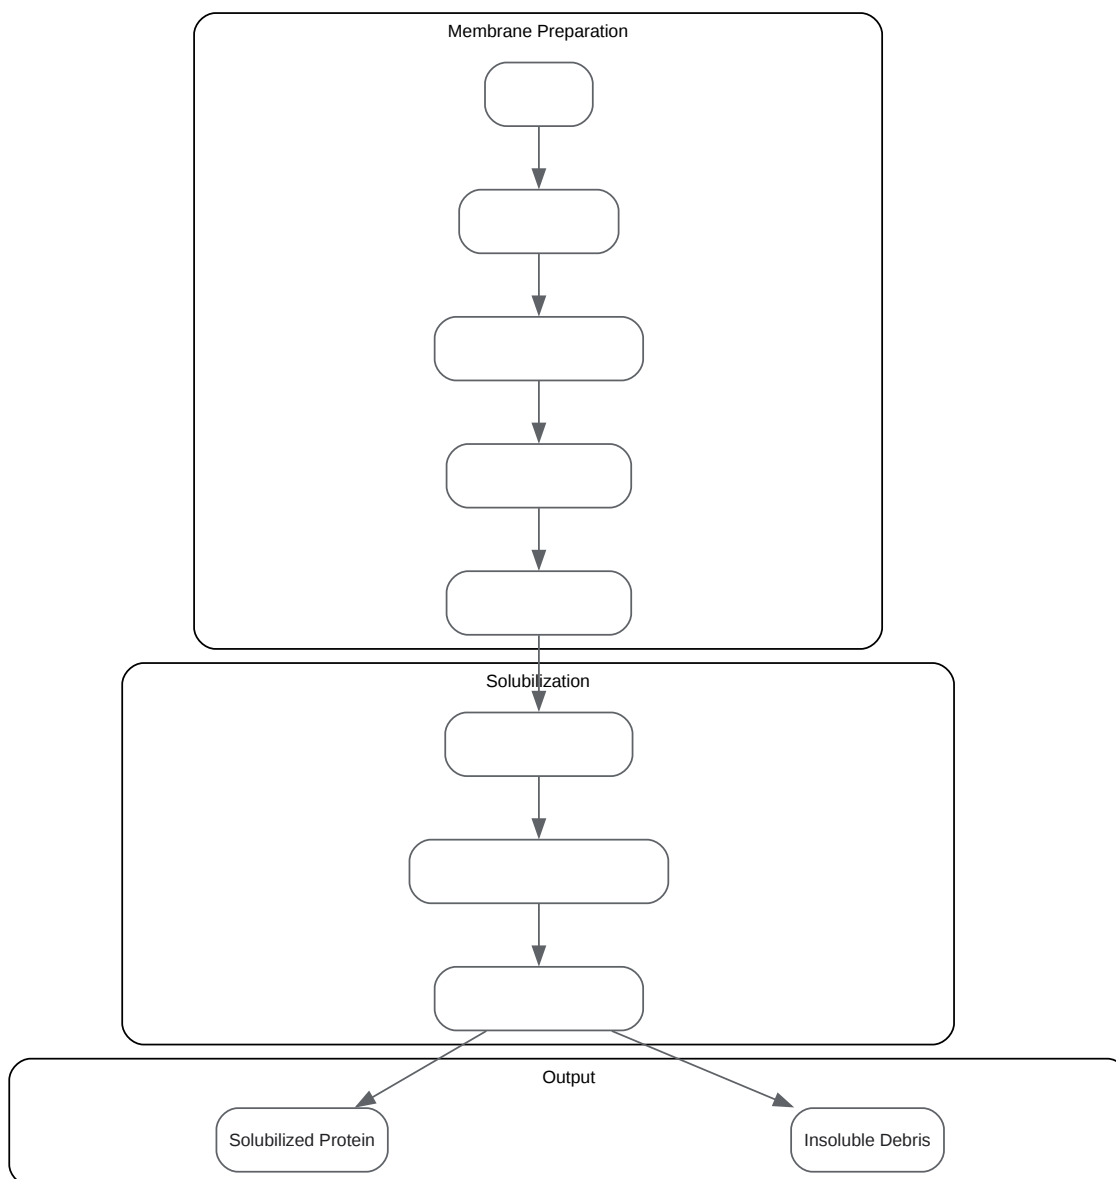 Membrane Preparation
Solubilization
Output
Solubilized Protein
Insoluble Debris